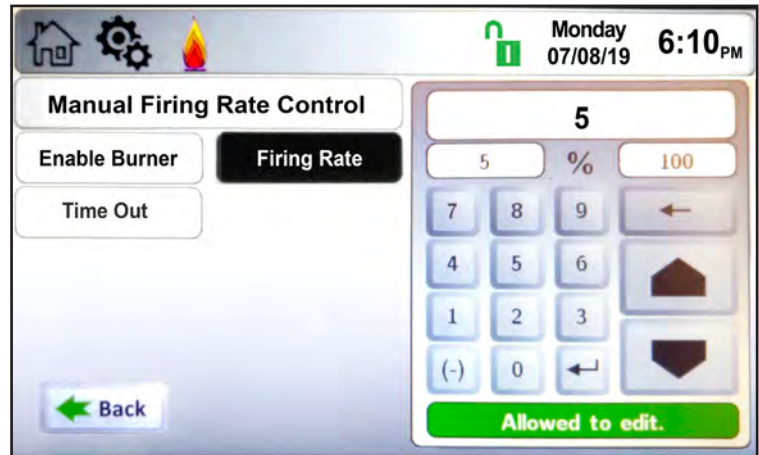 Monday
07/08/19
6:10PM
Manual Firing Rate Control
Enable Burner
Firing Rate
Time Out
Back
5
5 % 100
7 8 9
4 5 6
1 2 3
(-) 0
Allowed to edit.